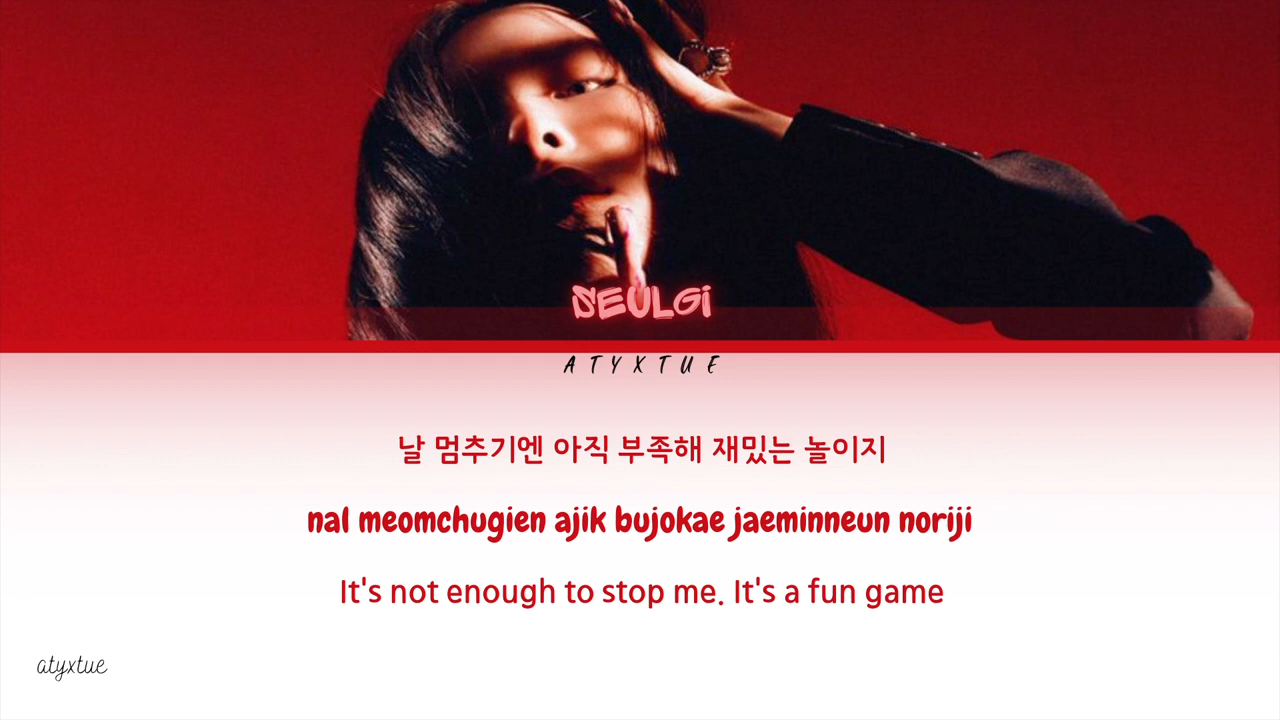 SEULGI
ATYXTUE
날 멈추기엔 아직 부족해 재밌는 놀이지
nal meomchugien ajik bujokae jaeminneun noriji
It's not enough to stop me. It's a fun game
atyxtue